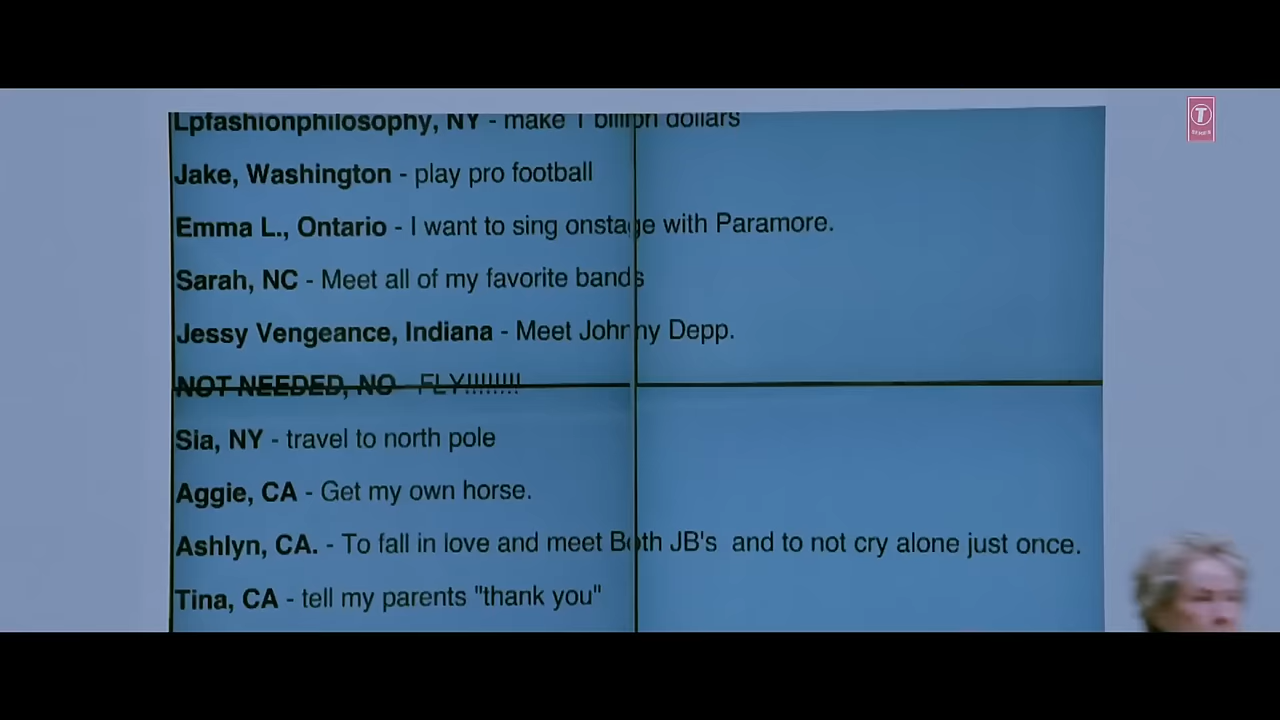 Lpfashionphilosophy, NY - make 1 billion dollars
Jake, Washington - play pro football
Emma L., Ontario - I want to sing onstage with Paramore.
Sarah, NC - Meet all of my favorite bands
Jessy Vengeance, Indiana - Meet Johnny Depp.
NOT NEEDED, NO - FLY!!!!!!!!
Sia, NY - travel to north pole
Aggie, CA - Get my own horse.
Ashlyn, CA. - To fall in love and meet Both JB's and to not cry alone just once.
Tina, CA - tell my parents "thank you"